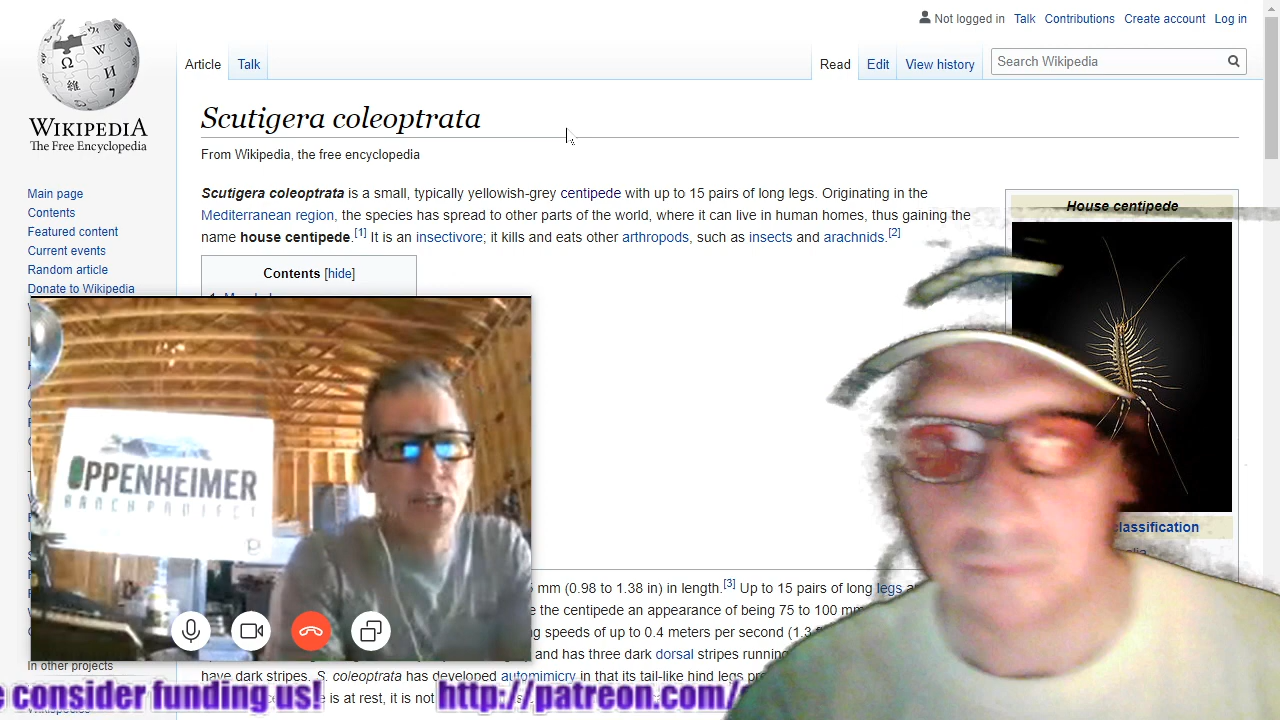 Not logged in Talk Contributions Create account Log in
Article Talk Read Edit View history Search Wikipedia
WIKIPEDIA
The Free Encyclopedia
Scutigera coleoptrata
From Wikipedia, the free encyclopedia
Main page
Contents
Featured content
Current events
Random article
Donate to Wikipedia
Scutigera coleoptrata is a small, typically yellowish-grey centipede with up to 15 pairs of long legs. Originating in the
Mediterranean region, the species has spread to other parts of the world, where it can live in human homes, thus gaining the
name house centipede.[1] It is an insectivore; it kills and eats other arthropods, such as insects and arachnids.[2]
Contents [hide]
House centipede
classification
OPPENHEIMER
RANCH PROJECT
mm (0.98 to 1.38 in) in length.[3] Up to 15 pairs of long legs
the centipede an appearance of being 75 to 100 mm
speeds of up to 0.4 meters per second (1.3
and has three dark dorsal stripes running
In other projects
have dark stripes. S. coleoptrata has developed automimicry in that its tail-like hind legs
is at rest, it is not
consider funding us! http://patreon.com/